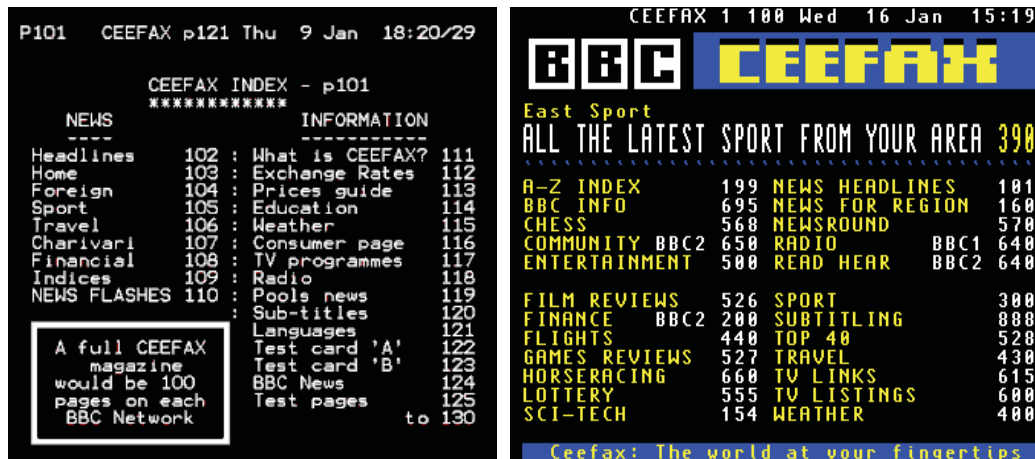 P101 CEEFAX p121 Thu 9 Jan 18:20/29
CEEFAX INDEX - p101
************
NEWS INFORMATION
---- -----------
Headlines 102 : What is CEEFAX? 111
Home 103 : Exchange Rates 112
Foreign 104 : Prices guide 113
Sport 105 : Education 114
Travel 106 : Weather 115
Charivari 107 : Consumer page 116
Financial 108 : TV programmes 117
Indices 109 : Radio 118
NEWS FLASHES 110 : Pools news 119
: Sub-titles 120
Languages 121
Test card 'A' 122
Test card 'B' 123
BBC News 124
Test pages 125
to 130
A full CEEFAX
magazine
would be 100
pages on each
BBC Network
CEEFAX 1 100 Wed 16 Jan 15:19
BBC CEEFAX
East Sport
ALL THE LATEST SPORT FROM YOUR AREA 390
A-Z INDEX 199 NEWS HEADLINES 101
BBC INFO 695 NEWS FOR REGION 160
CHESS 568 NEWSROUND 570
COMMUNITY BBC2 650 RADIO BBC1 640
ENTERTAINMENT 500 READ HEAR BBC2 640
FILM REVIEWS 526 SPORT 300
FINANCE BBC2 200 SUBTITLING 888
FLIGHTS 440 TOP 40 528
GAMES REVIEWS 527 TRAVEL 430
HORSERACING 660 TV LINKS 615
LOTTERY 555 TV LISTINGS 600
SCI-TECH 154 WEATHER 400
Ceefax: The world at your fingertips